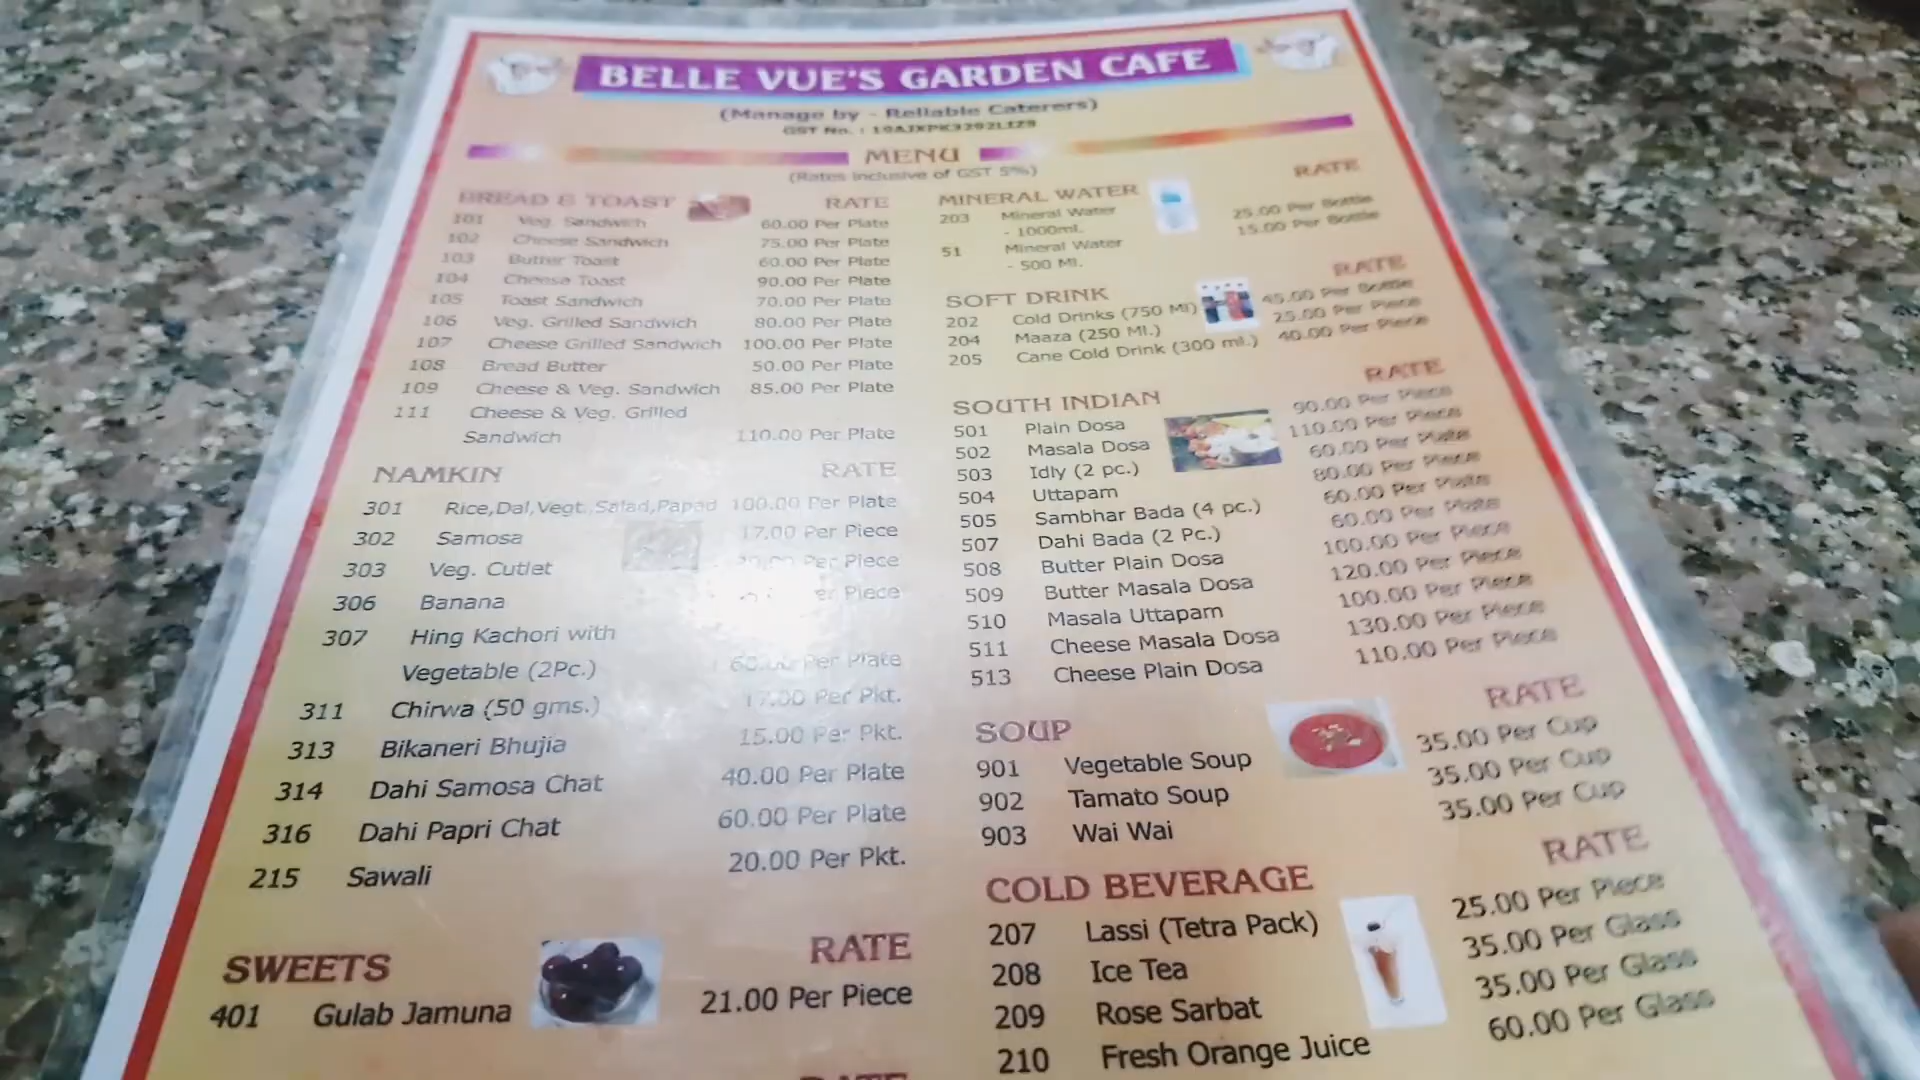 BELLE VUE'S GARDEN CAFE
(Manage by - Reliable Caterers)
GST No. :
MENU
(Rates Inclusive of GST 5%)
BREAD & TOAST RATE
101 Veg. Sandwich 60.00 Per Plate
102 Cheese Sandwich 75.00 Per Plate
103 Butter Toast 60.00 Per Plate
104 Cheese Toast 90.00 Per Plate
105 Toast Sandwich 70.00 Per Plate
106 Veg. Grilled Sandwich 80.00 Per Plate
107 Cheese Grilled Sandwich 100.00 Per Plate
108 Bread Butter 50.00 Per Plate
109 Cheese & Veg. Sandwich 85.00 Per Plate
111 Cheese & Veg. Grilled
Sandwich 110.00 Per Plate
NAMKIN RATE
301 Rice,Dal,Vegt.,Salad,Papad 100.00 Per Plate
302 Samosa 17.00 Per Piece
303 Veg. Cutlet Per Piece
306 Banana Piece
307 Hing Kachori with
Vegetable (2Pc.) 60.00 Per Plate
311 Chirwa (50 gms.) 17.00 Per Pkt.
313 Bikaneri Bhujia 15.00 Per Pkt.
314 Dahi Samosa Chat 40.00 Per Plate
316 Dahi Papri Chat 60.00 Per Plate
215 Sawali 20.00 Per Pkt.
SWEETS RATE
401 Gulab Jamuna 21.00 Per Piece
RATE
MINERAL WATER RATE
203 Mineral Water 25.00 Per Bottle
- 1000ml.
51 Mineral Water 15.00 Per Bottle
- 500 Ml.
SOFT DRINK RATE
202 Cold Drinks (750 Ml) 45.00 Per Bottle
204 Maaza (250 Ml.) 25.00 Per Piece
205 Cane Cold Drink (300 ml.) 40.00 Per Piece
SOUTH INDIAN RATE
501 Plain Dosa 90.00 Per Piece
502 Masala Dosa 110.00 Per Piece
503 Idly (2 pc.) 60.00 Per Plate
504 Uttapam 80.00 Per Piece
505 Sambhar Bada (4 pc.) 60.00 Per Plate
507 Dahi Bada (2 Pc.) 60.00 Per Plate
508 Butter Plain Dosa 100.00 Per Piece
509 Butter Masala Dosa 120.00 Per Piece
510 Masala Uttapam 100.00 Per Piece
511 Cheese Masala Dosa 130.00 Per Piece
513 Cheese Plain Dosa 110.00 Per Piece
SOUP RATE
901 Vegetable Soup 35.00 Per Cup
902 Tamato Soup 35.00 Per Cup
903 Wai Wai 35.00 Per Cup
COLD BEVERAGE RATE
207 Lassi (Tetra Pack) 25.00 Per Piece
208 Ice Tea 35.00 Per Glass
209 Rose Sarbat 35.00 Per Glass
210 Fresh Orange Juice 60.00 Per Glass